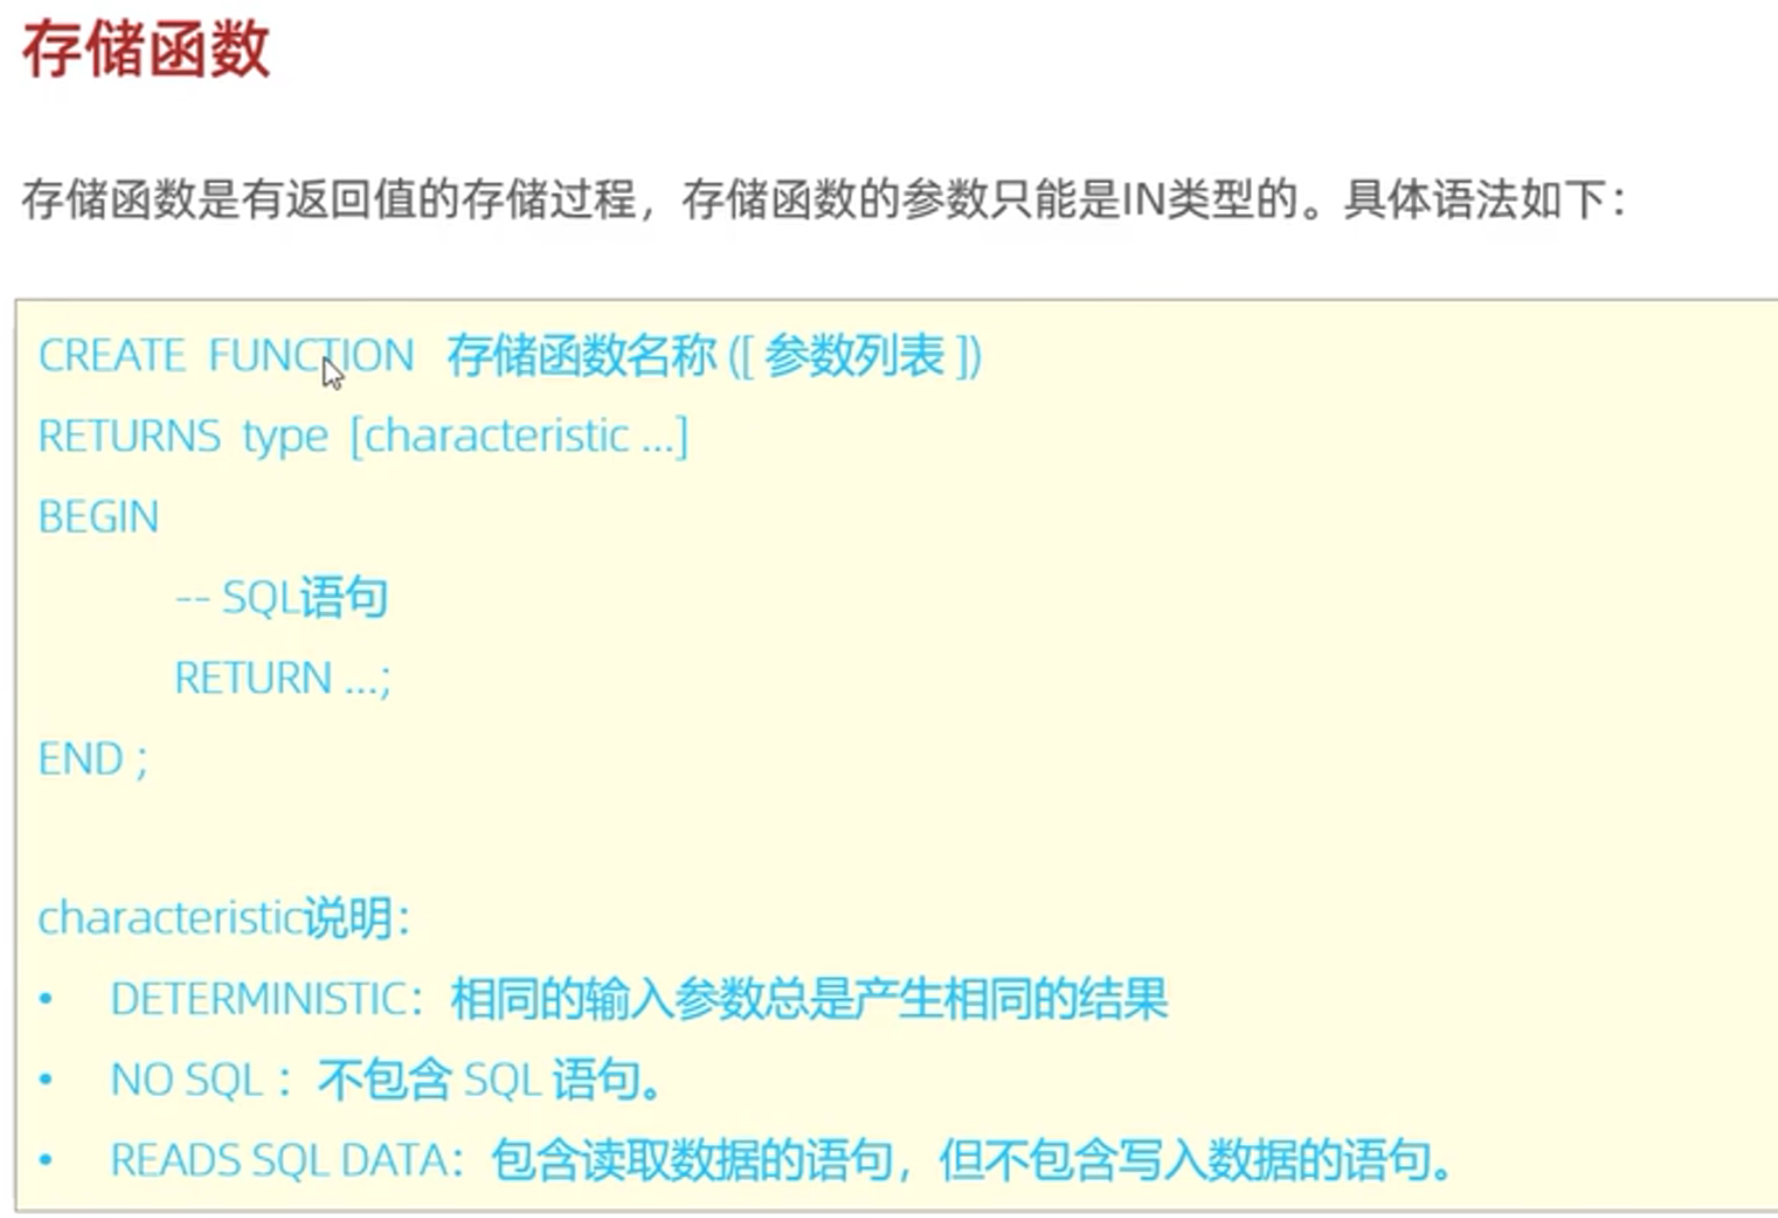 存储函数
存储函数是有返回值的存储过程，存储函数的参数只能是IN类型的。具体语法如下：
CREATE FUNCTION 存储函数名称 ([ 参数列表 ])
RETURNS type [characteristic ...]
BEGIN
-- SQL语句
RETURN ...;
END ;
characteristic说明：
• DETERMINISTIC：相同的输入参数总是产生相同的结果
• NO SQL ：不包含 SQL 语句。
• READS SQL DATA：包含读取数据的语句，但不包含写入数据的语句。